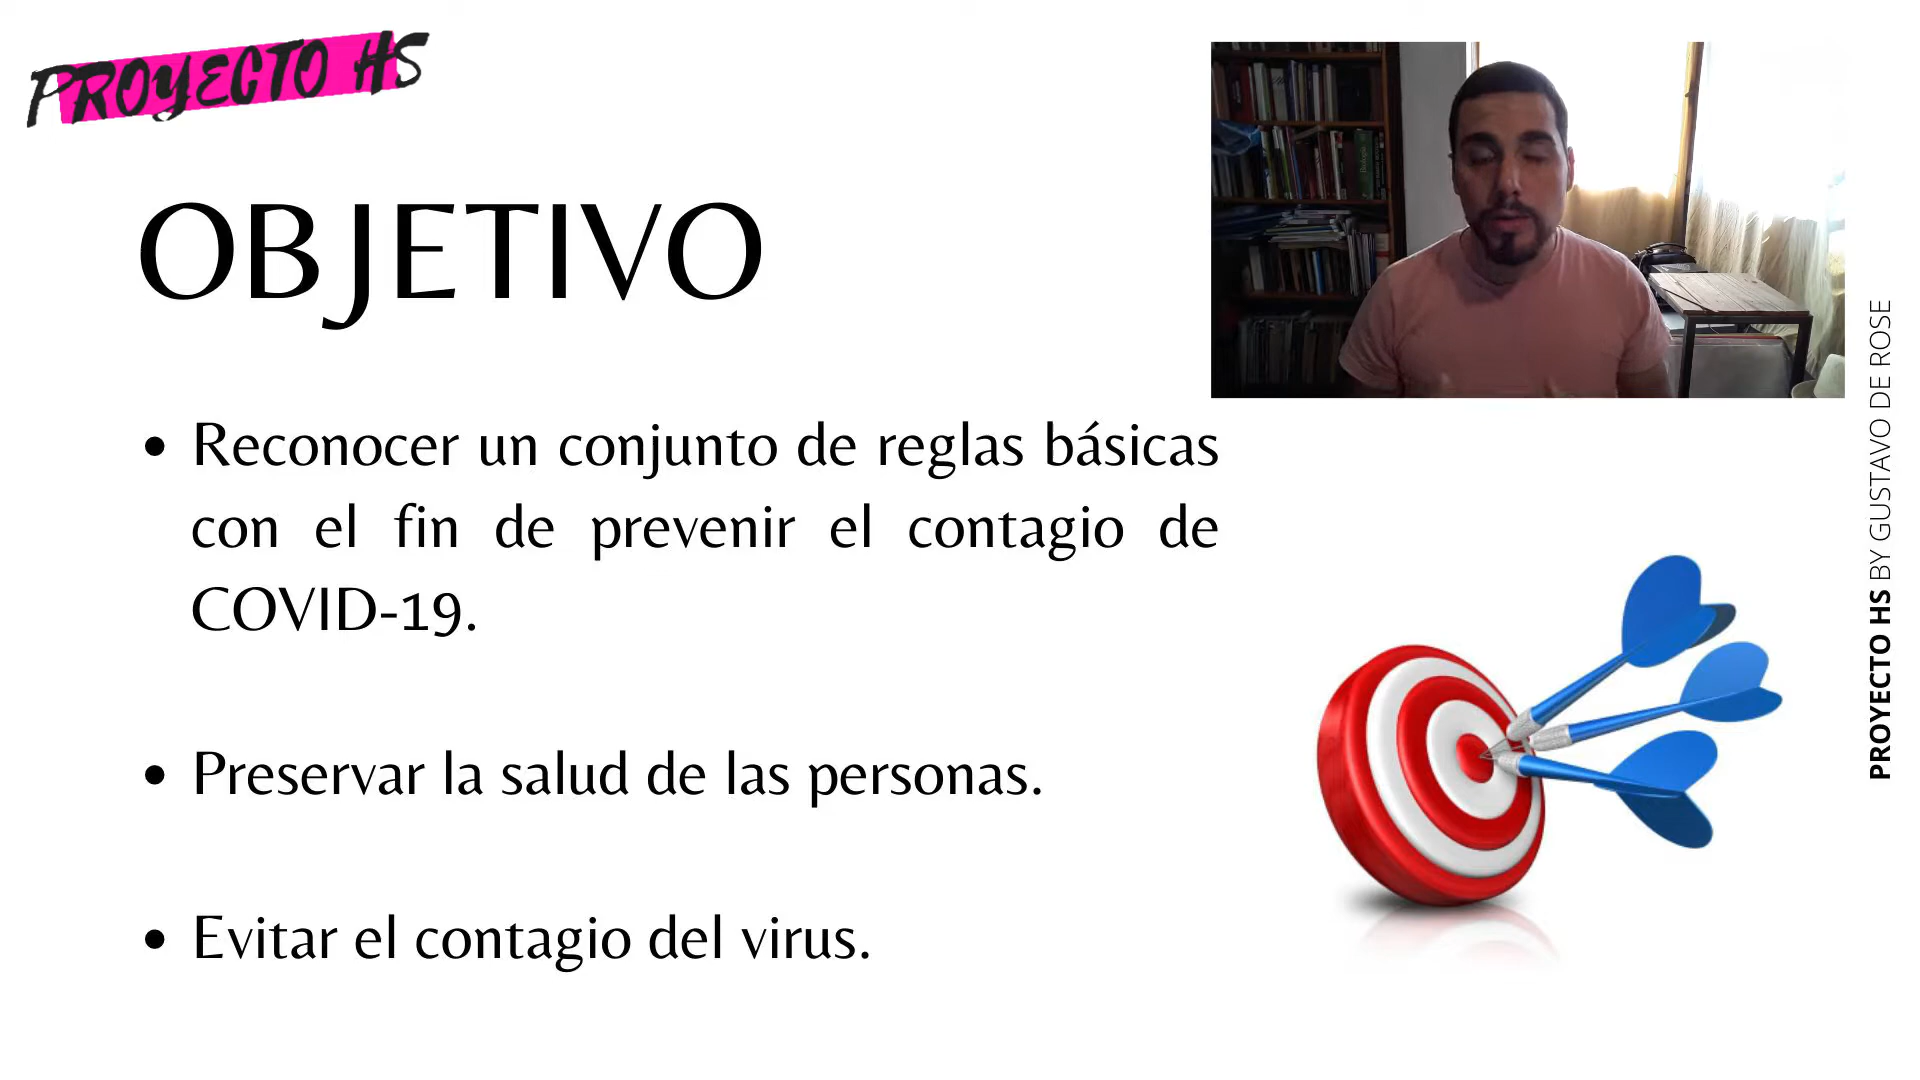 PROYECTO HS
OBJETIVO
• Reconocer un conjunto de reglas básicas
con el fin de prevenir el contagio de
COVID-19.
• Preservar la salud de las personas.
• Evitar el contagio del virus.
PROYECTO HS BY GUSTAVO DE ROSE
Biología